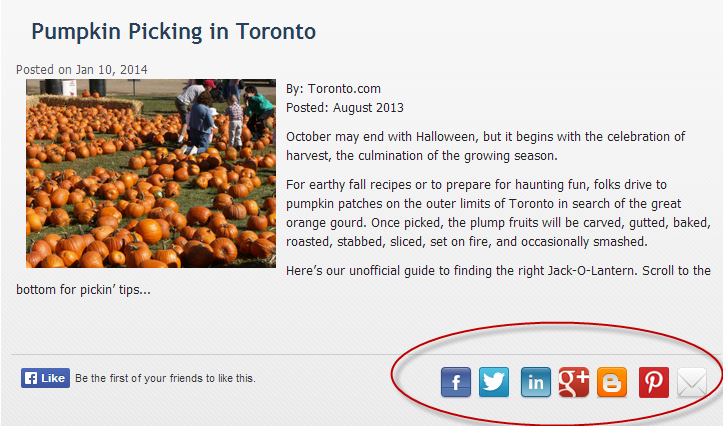 Pumpkin Picking in Toronto
Posted on Jan 10, 2014
By: Toronto.com
Posted: August 2013
October may end with Halloween, but it begins with the celebration of
harvest, the culmination of the growing season.
For earthy fall recipes or to prepare for haunting fun, folks drive to
pumpkin patches on the outer limits of Toronto in search of the great
orange gourd. Once picked, the plump fruits will be carved, gutted, baked,
roasted, stabbed, sliced, set on fire, and occasionally smashed.
Here's our unofficial guide to finding the right Jack-O-Lantern. Scroll to the
bottom for pickin' tips...
f Like Be the first of your friends to like this.
f in g+ B P